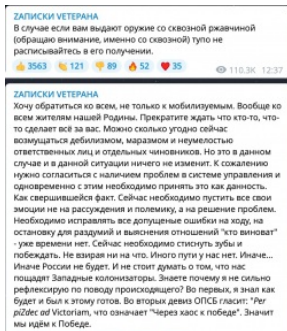 ZАПИСКИ VЕТЕРАНА
В случае если вам выдают оружие со сквозной ржавчиной
(обращаю внимание, именно со сквозной) тупо не
расписывайтесь в его получении.
👍 3563 👏 121 👎 89 🔥 52 ❤ 35
110.3K 12:37
ZАПИСКИ VЕТЕРАНА
Хочу обратиться ко всем, не только к мобилизуемым. Вообще ко
всем жителям нашей Родины. Прекратите ждать что кто-то, что-
то сделает всё за вас. Можно сколько угодно сейчас
возмущаться дебилизмом, маразмом и неумелостью
ответственных лиц и отдельных чиновников. Но это в данном
случае и в данной ситуации ничего не изменит. К сожалению
нужно согласиться с наличием проблем в системе управления и
одновременно с этим необходимо принять это как данность.
Как свершившейся факт. Сейчас необходимо пустить все свои
эмоции не на рассуждения и полемику, а на решение проблем.
Необходимо исправлять все допущеные ошибки на ходу, на
остановку для раздумий и выяснения отношений "кто виноват"
- уже времени нет. Сейчас необходимо стиснуть зубы и
побеждать. Не взирая ни на что. Иного пути у нас нет. Иначе...
Иначе России не будет. И не стоит думать о том, что нас
пощадят Западные колонизаторы. Знаете почему я не сильно
рефлексирую по поводу происходящего? Во первых, я знал как
будет и был к этому готов. Во вторых девиз ОПСБ гласит: "Per
piZdec ad Victoriam, что означает "Через хаос к победе". Значит
мы идём к Победе.